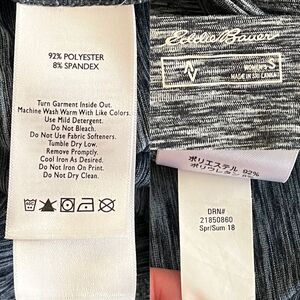 92% POLYESTER
8% SPANDEX
Turn Garment Inside Out.
Machine Wash Warm with Like Colors.
Use Mild Detergent.
Do Not Bleach.
Do Not Use Fabric Softeners.
Tumble Dry Low.
Remove Promptly.
Cool Iron As Desired.
Do Not Iron On Print.
Do Not Dry Clean.
Eddie Bauer
S
MADE IN SRI LANKA
ポリエステル 92%
DRN#
21850860
Spr/Sum 18